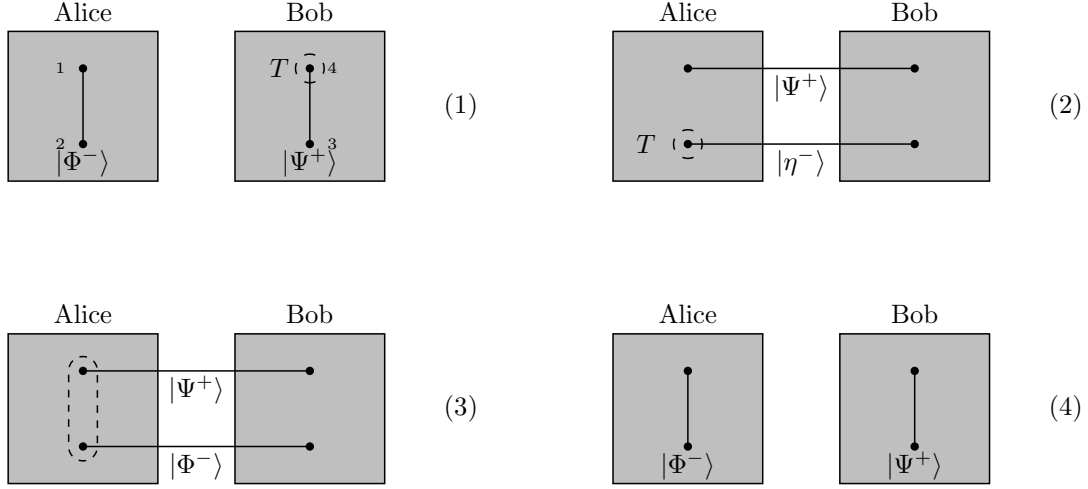 Alice Bob
1 T 4
2 3
|Φ⁻⟩ |Ψ⁺⟩
(1)
Alice Bob
|Ψ⁺⟩
T
|η⁻⟩
(2)
Alice Bob
|Ψ⁺⟩
|Φ⁻⟩
(3)
Alice Bob
|Φ⁻⟩ |Ψ⁺⟩
(4)